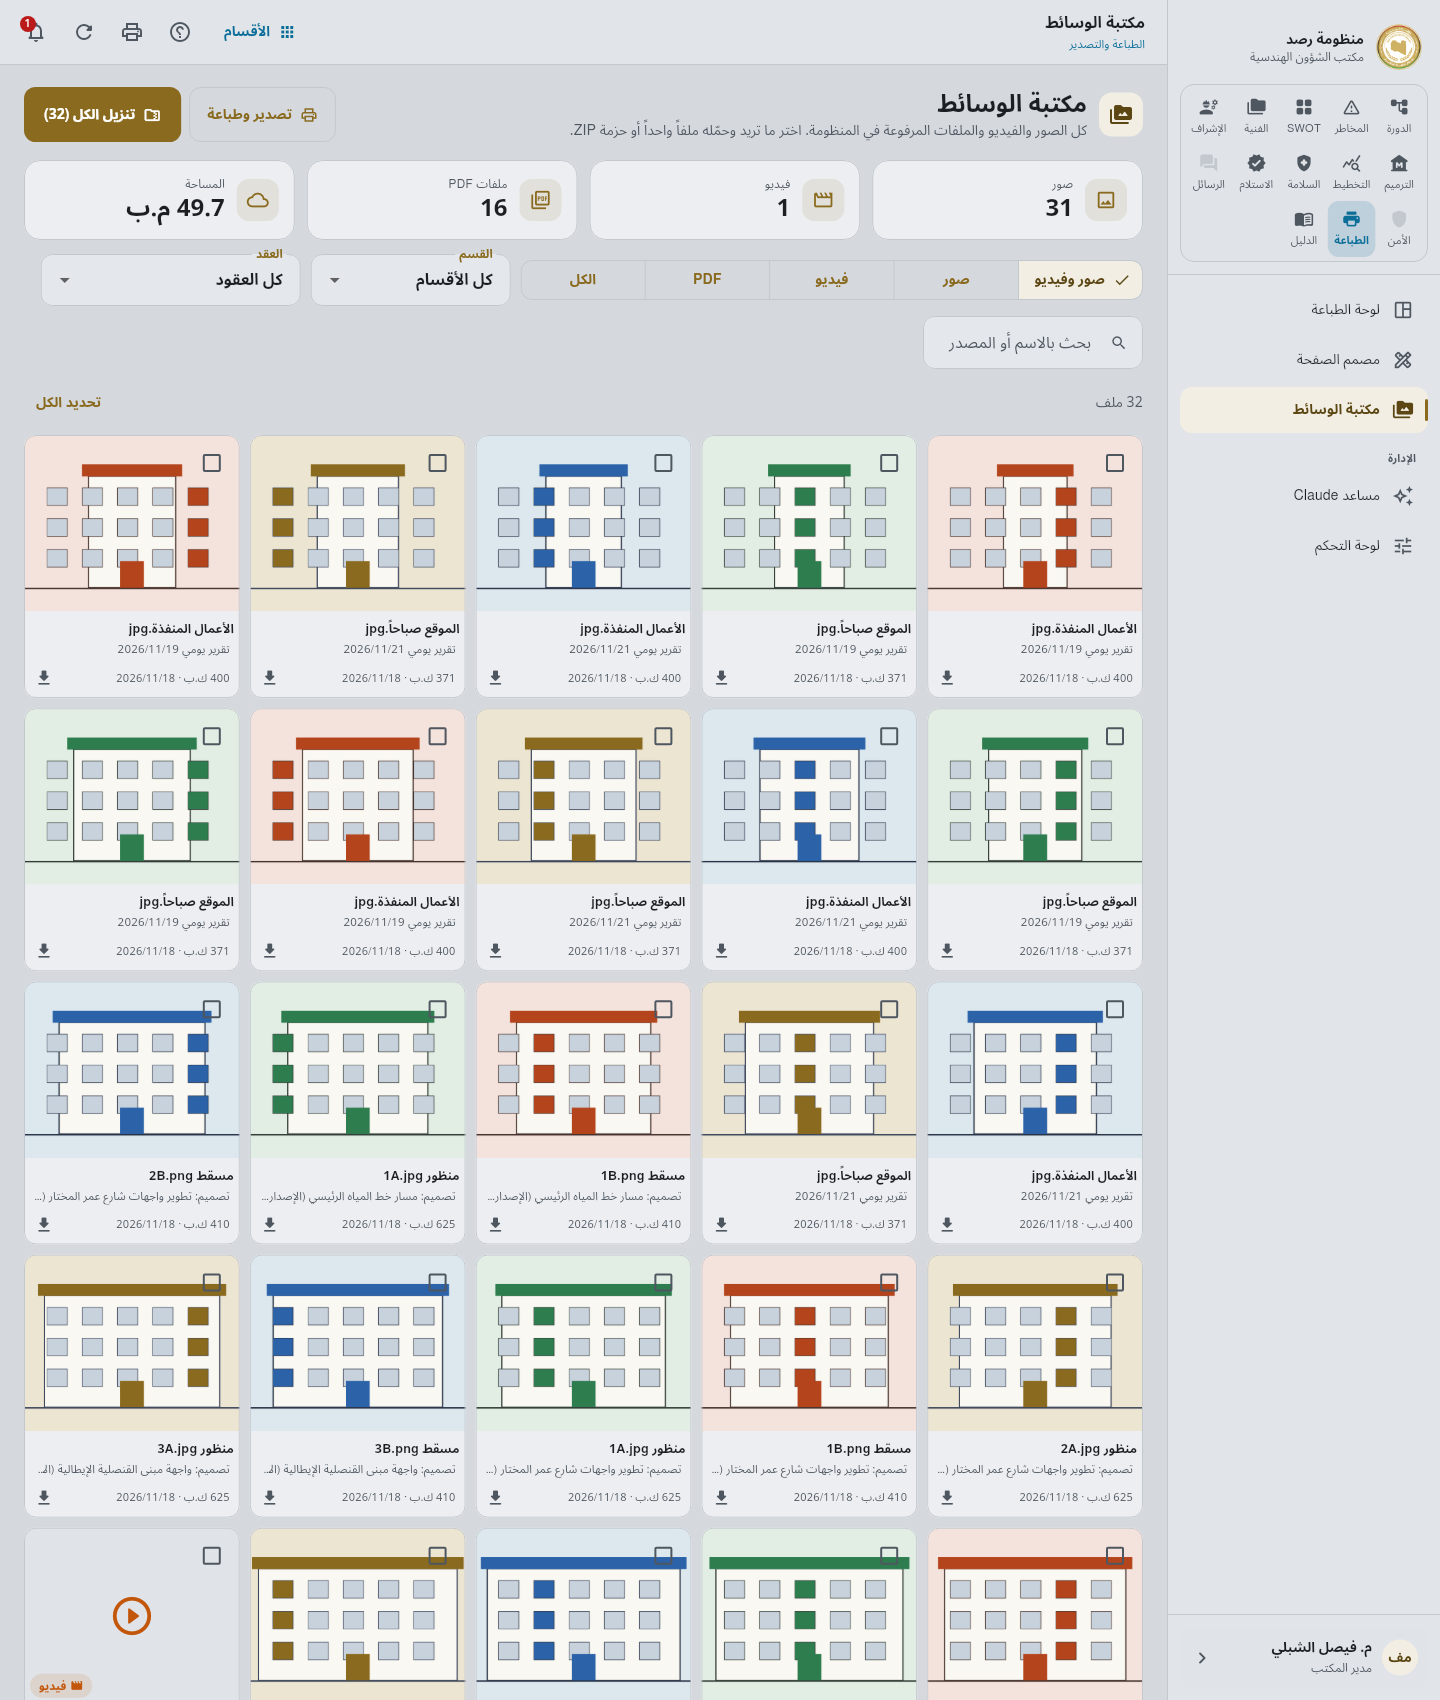 منظومة رصد
مكتب الشؤون الهندسية
الدورة
المخاطر
SWOT
الفنية
الإشراف
الترميم
التخطيط
السلامة
الاستلام
الرسائل
الأمن
الطباعة
الدليل
لوحة الطباعة
مصمم الصفحة
مكتبة الوسائط
الإدارة
مساعد Claude
لوحة التحكم
م. فيصل الشبلي
مدير المكتب
مف
مكتبة الوسائط
الطباعة والتصدير
الأقسام
1
مكتبة الوسائط
كل الصور والفيديو والملفات المرفوعة في المنظومة. اختر ما تريد وحمّله ملفاً واحداً أو حزمة ZIP.
تصدير وطباعة
تنزيل الكل (32)
صور
31
فيديو
1
ملفات PDF
PDF
16
المساحة
49.7 م.ب
صور وفيديو
صور
فيديو
PDF
الكل
القسم
كل الأقسام
العقد
كل العقود
بحث بالاسم أو المصدر
32 ملف
تحديد الكل
الأعمال المنفذة.jpg
تقرير يومي 2026/11/19
400 ك.ب · 2026/11/18
الموقع صباحاً.jpg
تقرير يومي 2026/11/19
371 ك.ب · 2026/11/18
الأعمال المنفذة.jpg
تقرير يومي 2026/11/21
400 ك.ب · 2026/11/18
الموقع صباحاً.jpg
تقرير يومي 2026/11/21
371 ك.ب · 2026/11/18
الأعمال المنفذة.jpg
تقرير يومي 2026/11/19
400 ك.ب · 2026/11/18
الموقع صباحاً.jpg
تقرير يومي 2026/11/19
371 ك.ب · 2026/11/18
الأعمال المنفذة.jpg
تقرير يومي 2026/11/21
400 ك.ب · 2026/11/18
الموقع صباحاً.jpg
تقرير يومي 2026/11/21
371 ك.ب · 2026/11/18
الأعمال المنفذة.jpg
تقرير يومي 2026/11/19
400 ك.ب · 2026/11/18
الموقع صباحاً.jpg
تقرير يومي 2026/11/19
371 ك.ب · 2026/11/18
الأعمال المنفذة.jpg
تقرير يومي 2026/11/21
400 ك.ب · 2026/11/18
الموقع صباحاً.jpg
تقرير يومي 2026/11/21
371 ك.ب · 2026/11/18
مسقط 1B.png
تصميم: مسار خط المياه الرئيسي (الإصدار...
410 ك.ب · 2026/11/18
منظور 1A.jpg
تصميم: مسار خط المياه الرئيسي (الإصدار...
625 ك.ب · 2026/11/18
مسقط 2B.png
تصميم: تطوير واجهات شارع عمر المختار (...
410 ك.ب · 2026/11/18
منظور 2A.jpg
تصميم: تطوير واجهات شارع عمر المختار (...
625 ك.ب · 2026/11/18
مسقط 1B.png
تصميم: تطوير واجهات شارع عمر المختار (...
410 ك.ب · 2026/11/18
منظور 1A.jpg
تصميم: تطوير واجهات شارع عمر المختار (...
625 ك.ب · 2026/11/18
مسقط 3B.png
تصميم: واجهة مبنى القنصلية الإيطالية (ال...
410 ك.ب · 2026/11/18
منظور 3A.jpg
تصميم: واجهة مبنى القنصلية الإيطالية (ال...
625 ك.ب · 2026/11/18
فيديو